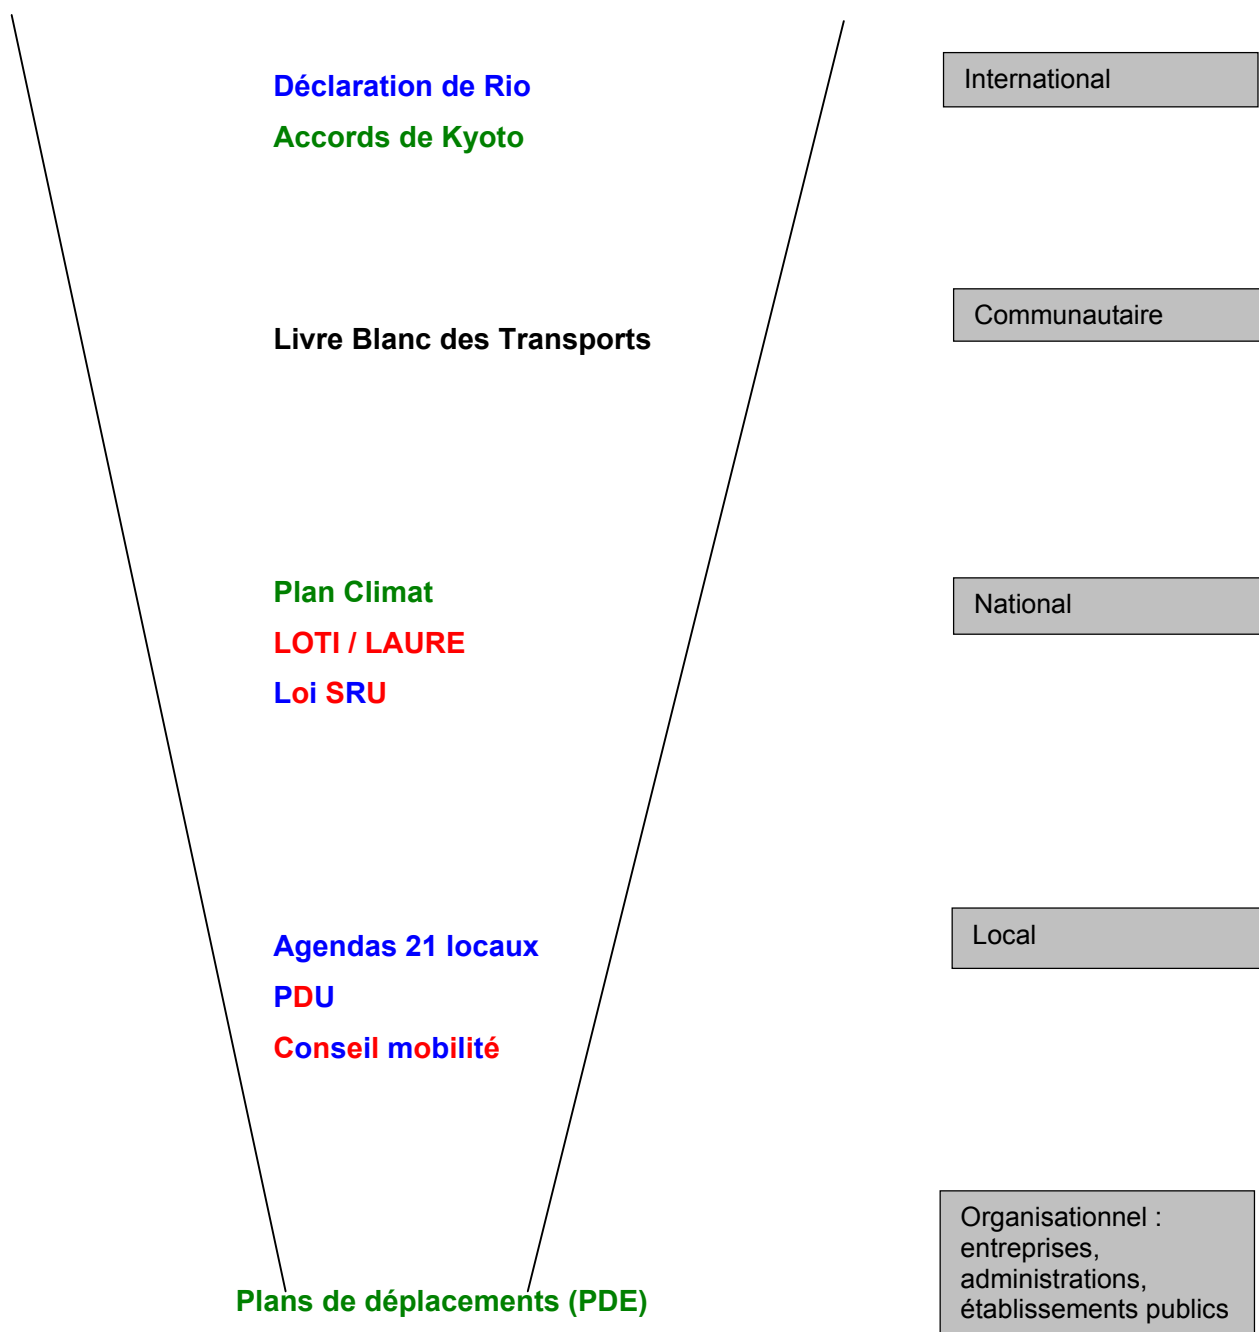 Déclaration de Rio
International
Accords de Kyoto
Livre Blanc des Transports
Communautaire
Plan Climat
National
LOTI / LAURE
Loi SRU
Agendas 21 locaux
Local
PDU
Conseil mobilité
Plans de déplacements (PDE)
Organisationnel :
entreprises,
administrations,
établissements publics